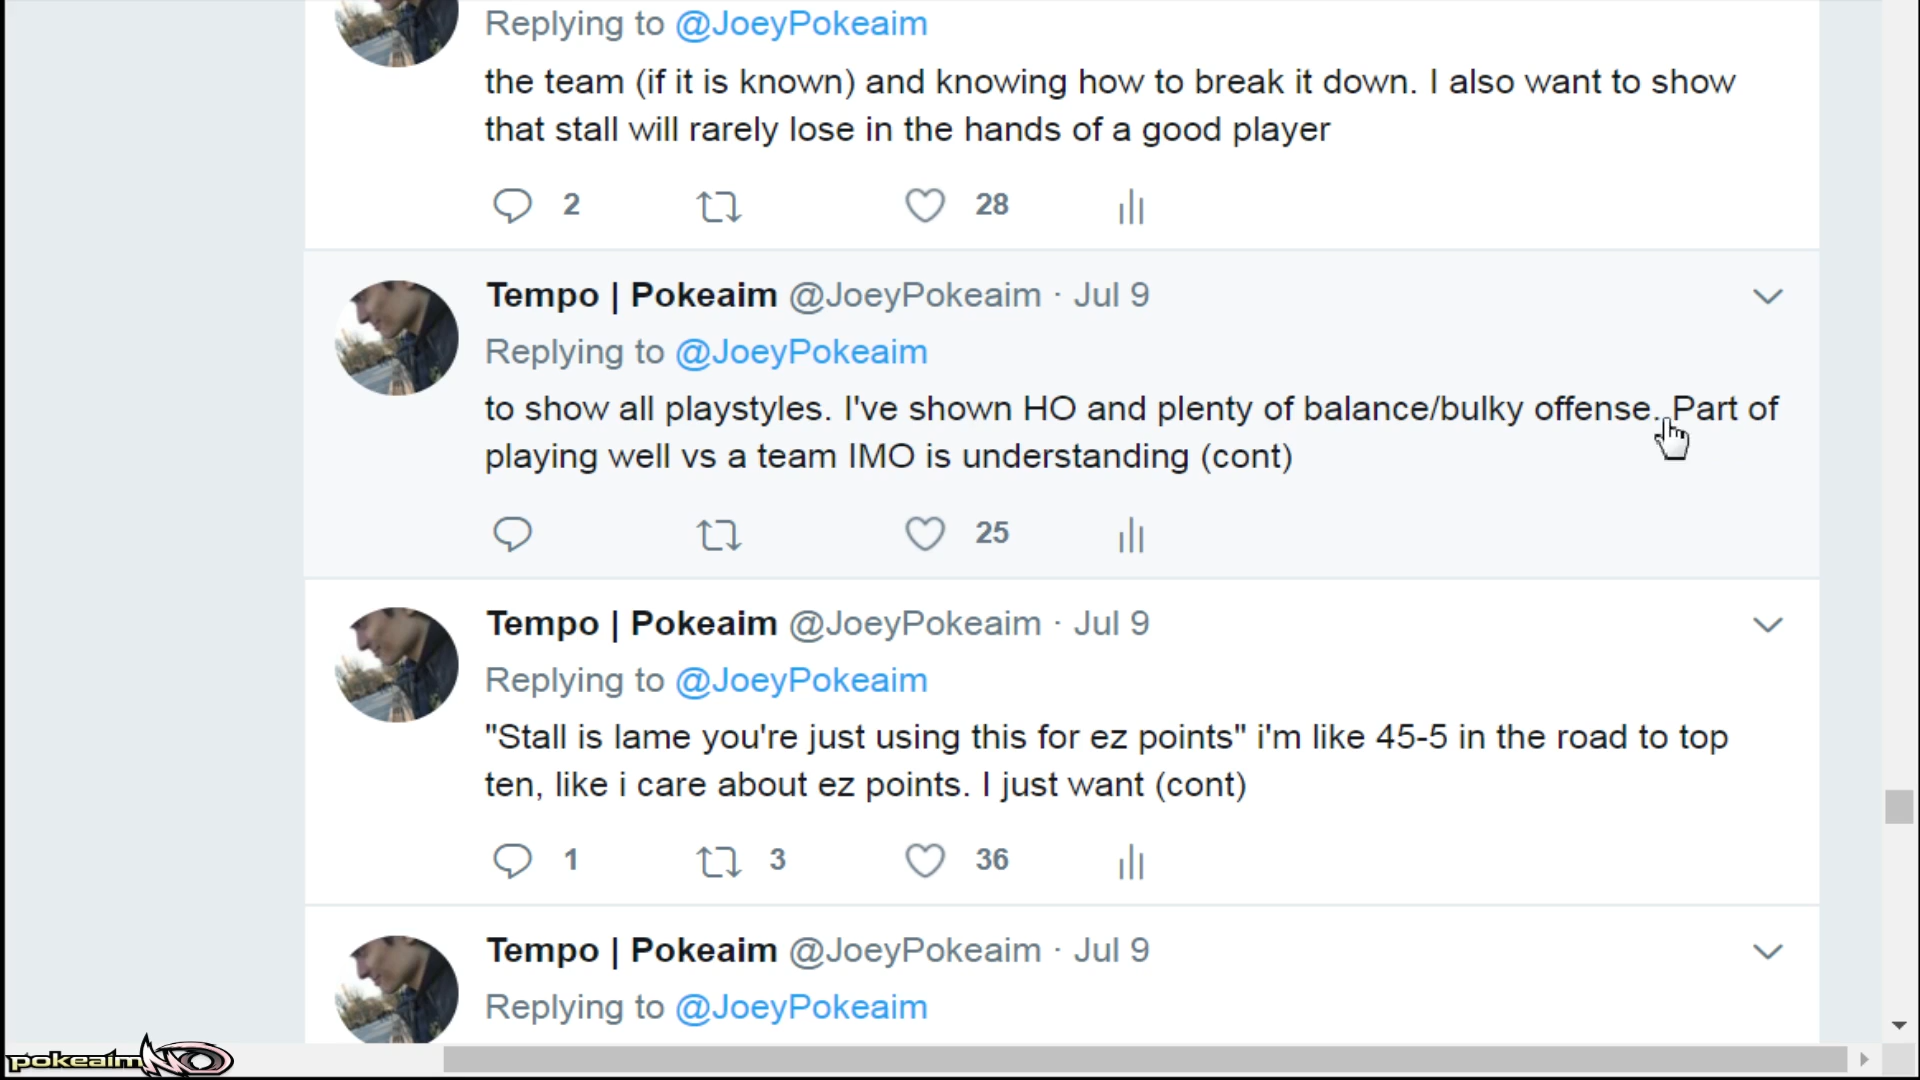 Replying to @JoeyPokeaim
the team (if it is known) and knowing how to break it down. I also want to show
that stall will rarely lose in the hands of a good player
2 28
Tempo | Pokeaim @JoeyPokeaim · Jul 9
Replying to @JoeyPokeaim
to show all playstyles. I've shown HO and plenty of balance/bulky offense. Part of
playing well vs a team IMO is understanding (cont)
25
Tempo | Pokeaim @JoeyPokeaim · Jul 9
Replying to @JoeyPokeaim
"Stall is lame you're just using this for ez points" i'm like 45-5 in the road to top
ten, like i care about ez points. I just want (cont)
1 3 36
Tempo | Pokeaim @JoeyPokeaim · Jul 9
Replying to @JoeyPokeaim
pokeaimMD